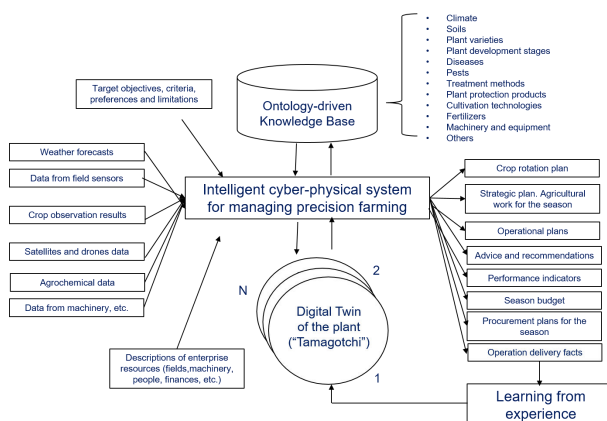 • Climate
• Soils
• Plant varieties
• Plant development stages
• Diseases
• Pests
• Treatment methods
• Plant protection products
• Cultivation technologies
• Fertilizers
• Machinery and equipment
• Others
Target objectives, criteria,
preferences and limitations
Ontology-driven
Knowledge Base
Weather forecasts
Data from field sensors
Crop observation results
Satellites and drones data
Agrochemical data
Data from machinery, etc.
Intelligent cyber-physical system
for managing precision farming
Crop rotation plan
Strategic plan. Agricultural
work for the season
Operational plans
Advice and recommendations
Performance indicators
Season budget
Procurement plans for the
season
Operation delivery facts
N
2
Digital Twin
of the plant
("Tamagotchi")
1
Descriptions of enterprise
resources (fields,machinery,
people, finances, etc.)
Learning from
experience